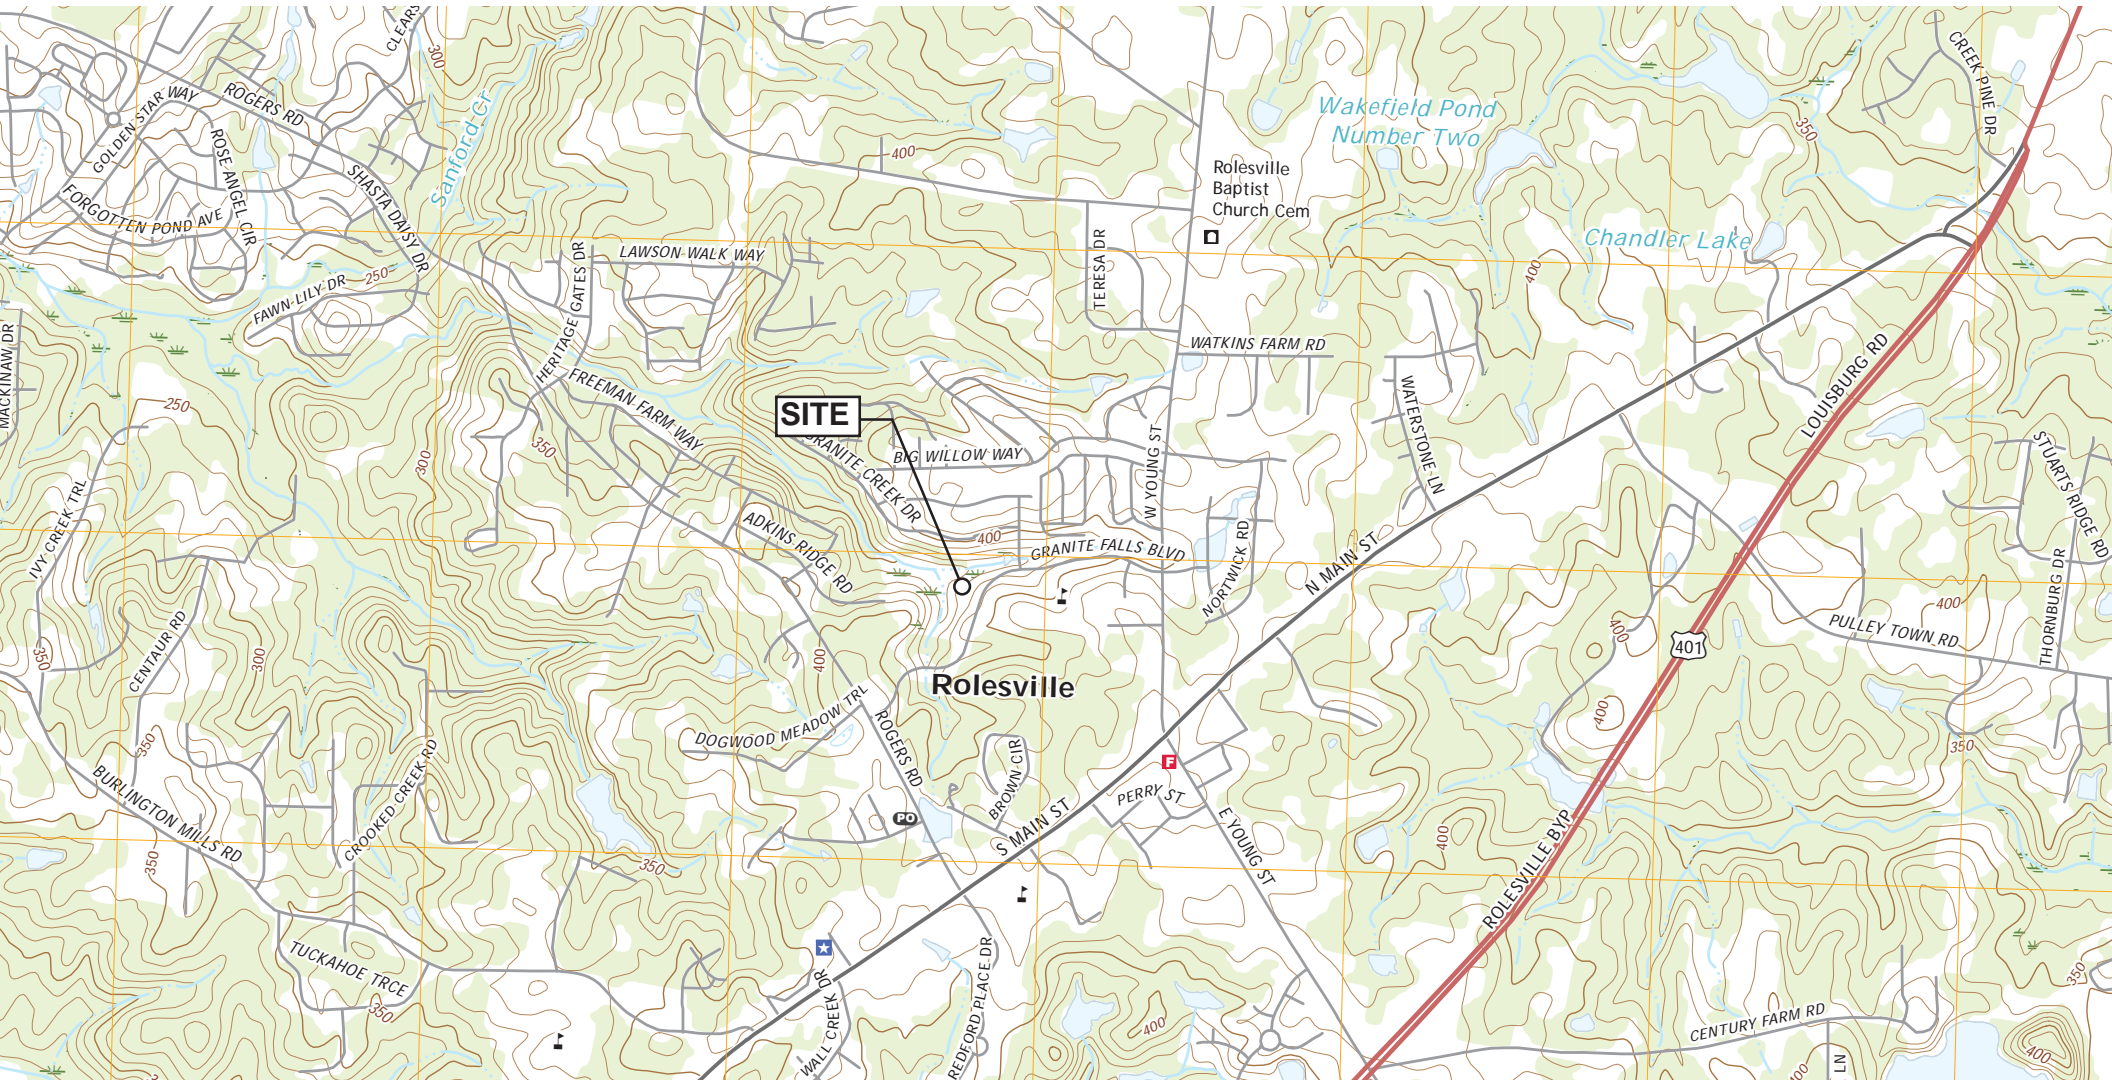 CLEARS
300
CREEK PINE DR
GOLDEN STAR WAY
ROGERS RD
Sanford Cr
Wakefield Pond
Number Two
350
ROSE ANGEL CIR
400
SHASTA DAISY DR
Rolesville
Baptist
Church Cem
FORGOTTEN POND AVE
LAWSON WALK WAY
TERESA DR
Chandler Lake
400
FAWN LILY DR
250
HERITAGE GATES DR
MACKINAW DR
WATKINS FARM RD
LOUISBURG RD
FREEMAN FARM WAY
WATERSTONE LN
250
SITE
350
300
GRANITE CREEK DR
BIG WILLOW WAY
W YOUNG ST
STUARTS RIDGE RD
IVY CREEK TRL
ADKINS RIDGE RD
400
GRANITE FALLS BLVD
NORTWICK RD
N MAIN ST
THORNBURG DR
400
PULLEY TOWN RD
400
401
CENTAUR RD
350
300
400
Rolesville
DOGWOOD MEADOW TRL
ROGERS RD
400
350
350
BROWN CIR
F
PERRY ST
BURLINGTON MILLS RD
CROOKED CREEK RD
PO
S MAIN ST
E YOUNG ST
400
ROLESVILLE BYP
350
350
TUCKAHOE TRCE
350
WALL CREEK DR
REDFORD PLACE DR
400
CENTURY FARM RD
350
400
LN
400